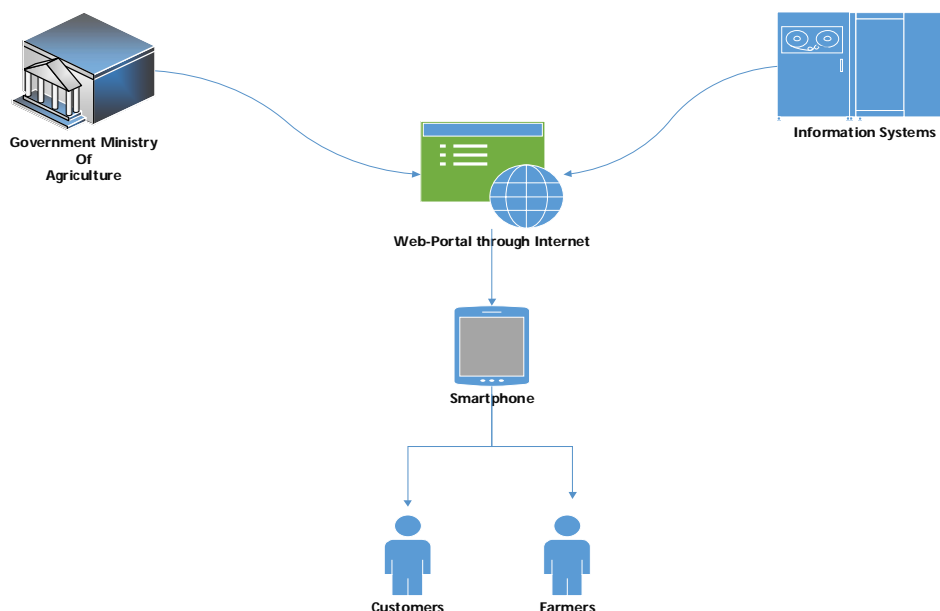 Government Ministry
Of
Agriculture
Information Systems
Web-Portal through Internet
Smartphone
Customers
Farmers